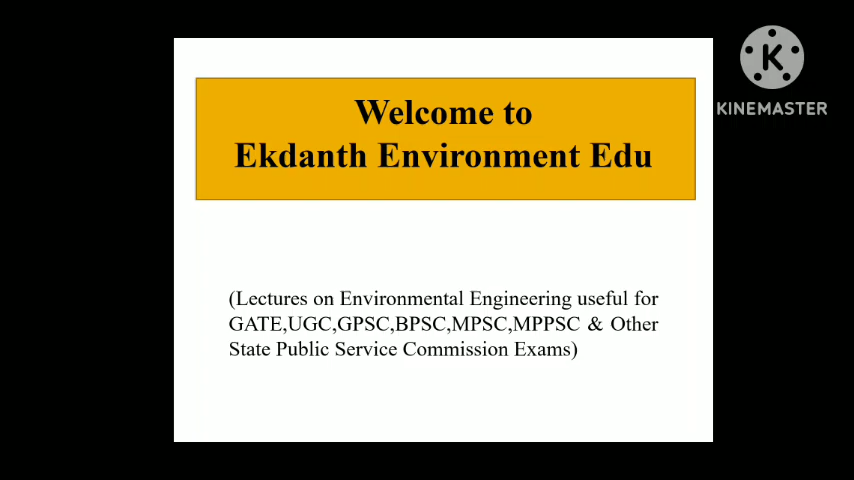 Welcome to
Ekdanth Environment Edu
(Lectures on Environmental Engineering useful for
GATE,UGC,GPSC,BPSC,MPSC,MPPSC & Other
State Public Service Commission Exams)
K
KINEMASTER